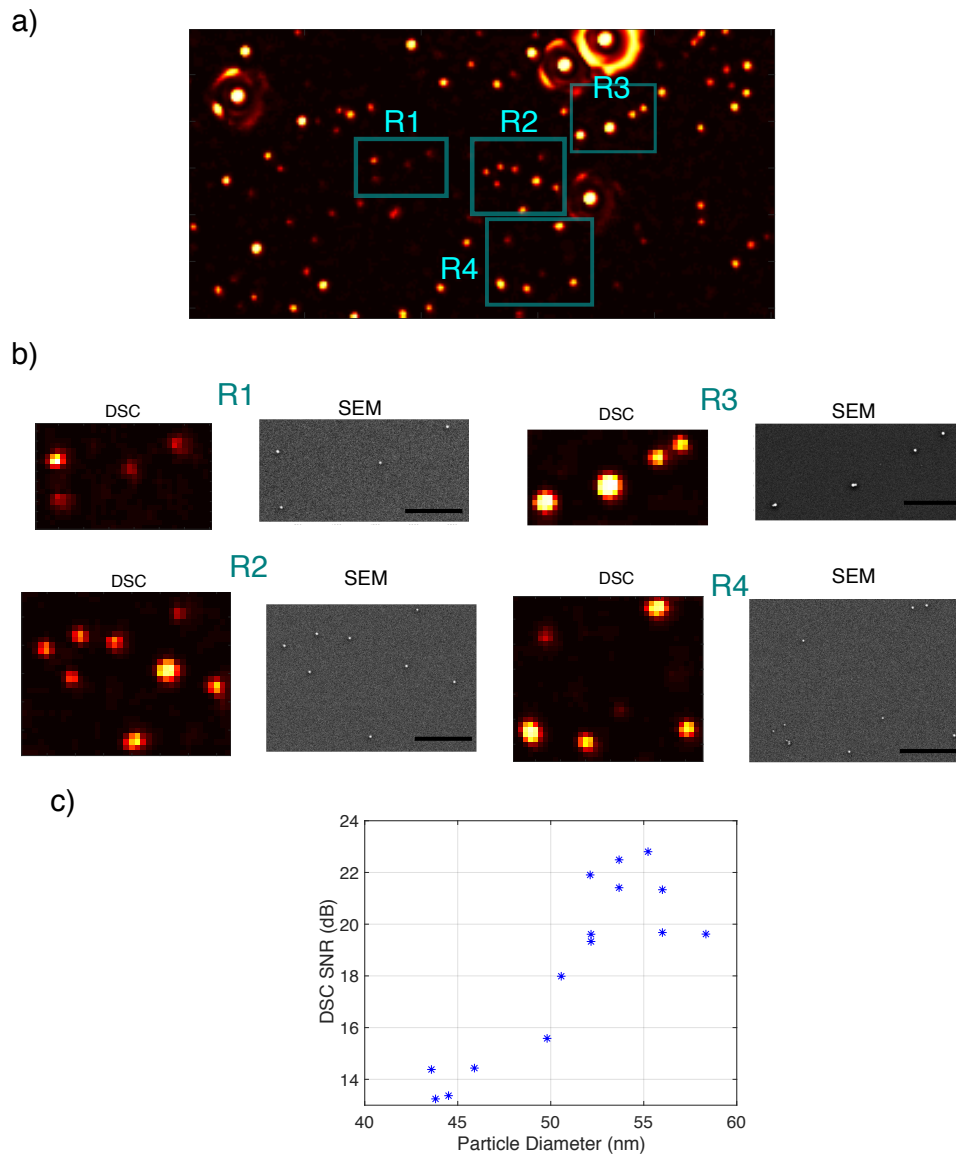 a)
R1
R2
R3
R4
b)
R1
DSC
SEM
R3
DSC
SEM
R2
DSC
SEM
R4
DSC
SEM
c)
24
22
20
18
16
14
DSC SNR (dB)
40
45
50
55
60
Particle Diameter (nm)